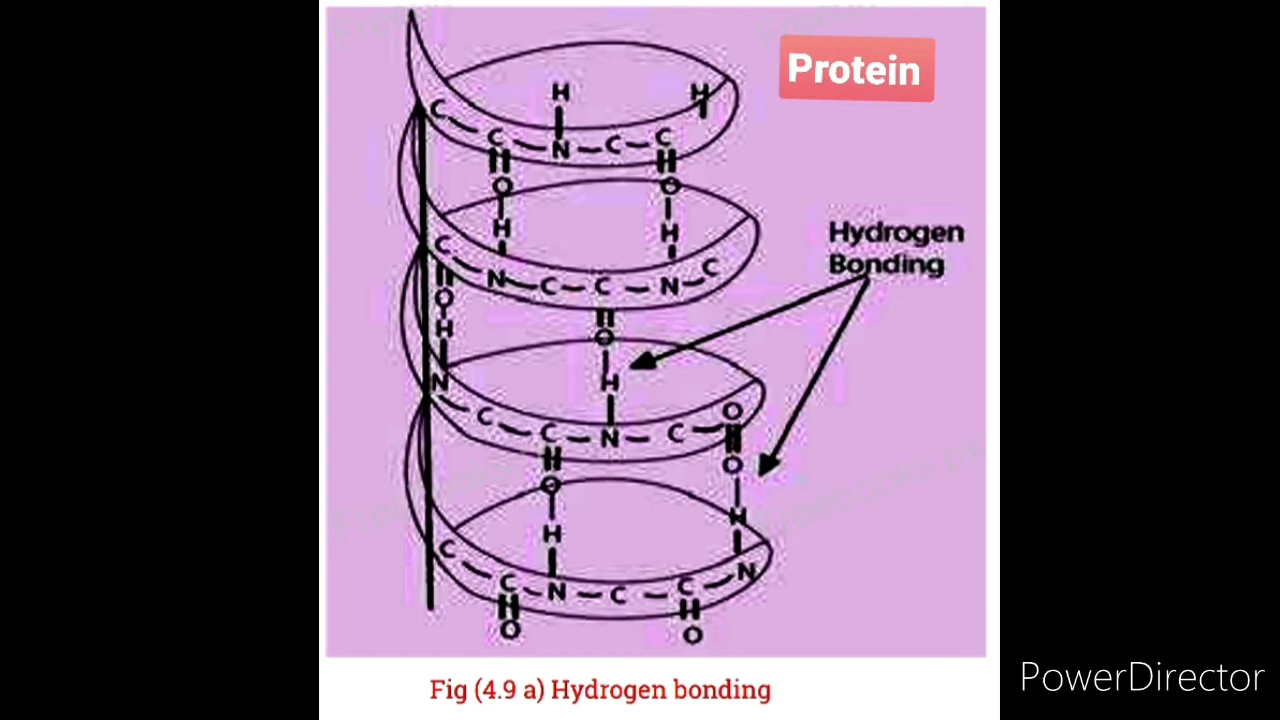 Protein
H H
C C N C C
O O
H H
C N C C N C
Hydrogen
Bonding
O O
H H
N C C N C O
O O
H H
C C N C C N
O O
Fig (4.9 a) Hydrogen bonding
PowerDirector